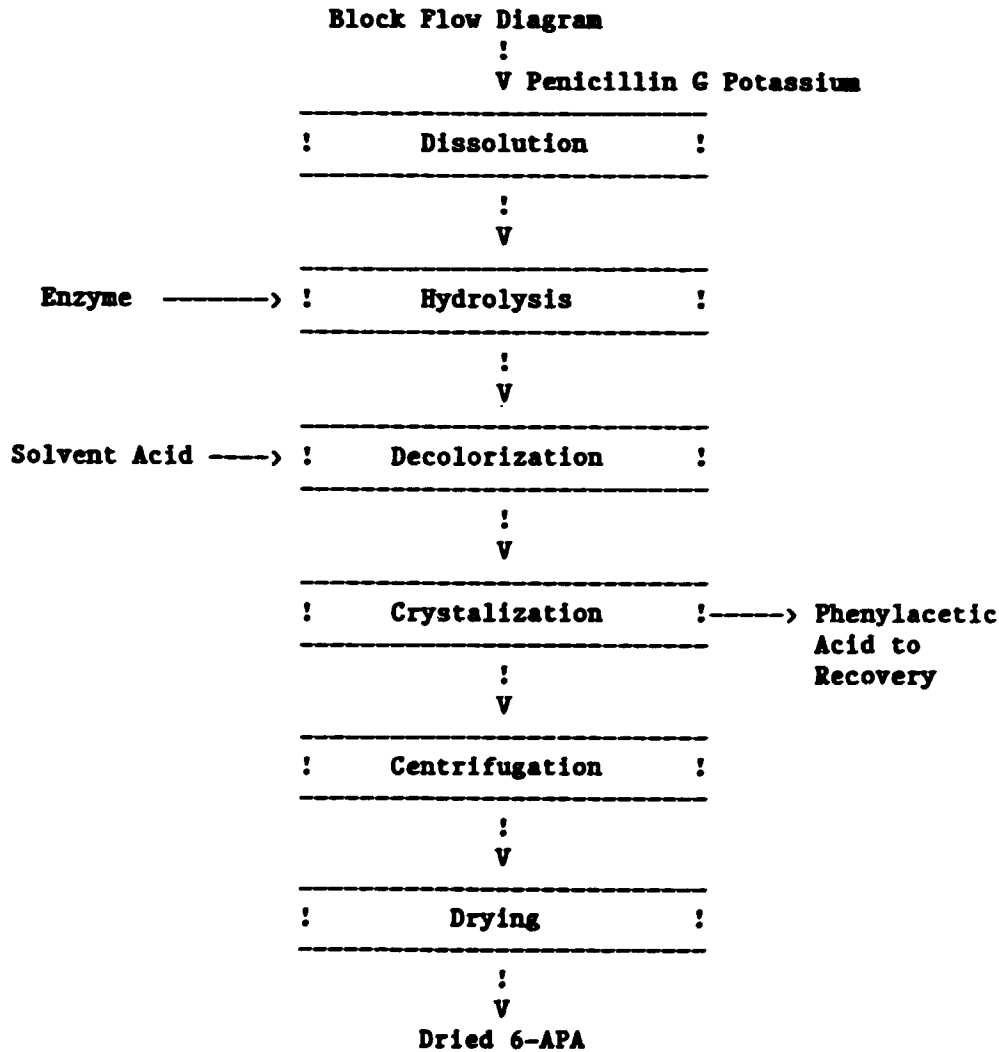 Block Flow Diagram
!
V Penicillin G Potassium
! Dissolution !
!
V
Enzyme -----> ! Hydrolysis !
!
V
Solvent Acid ----> ! Decolorization !
!
V
! Crystalization !-----> Phenylacetic
Acid to
Recovery
!
V
! Centrifugation !
!
V
! Drying !
!
V
Dried 6-APA